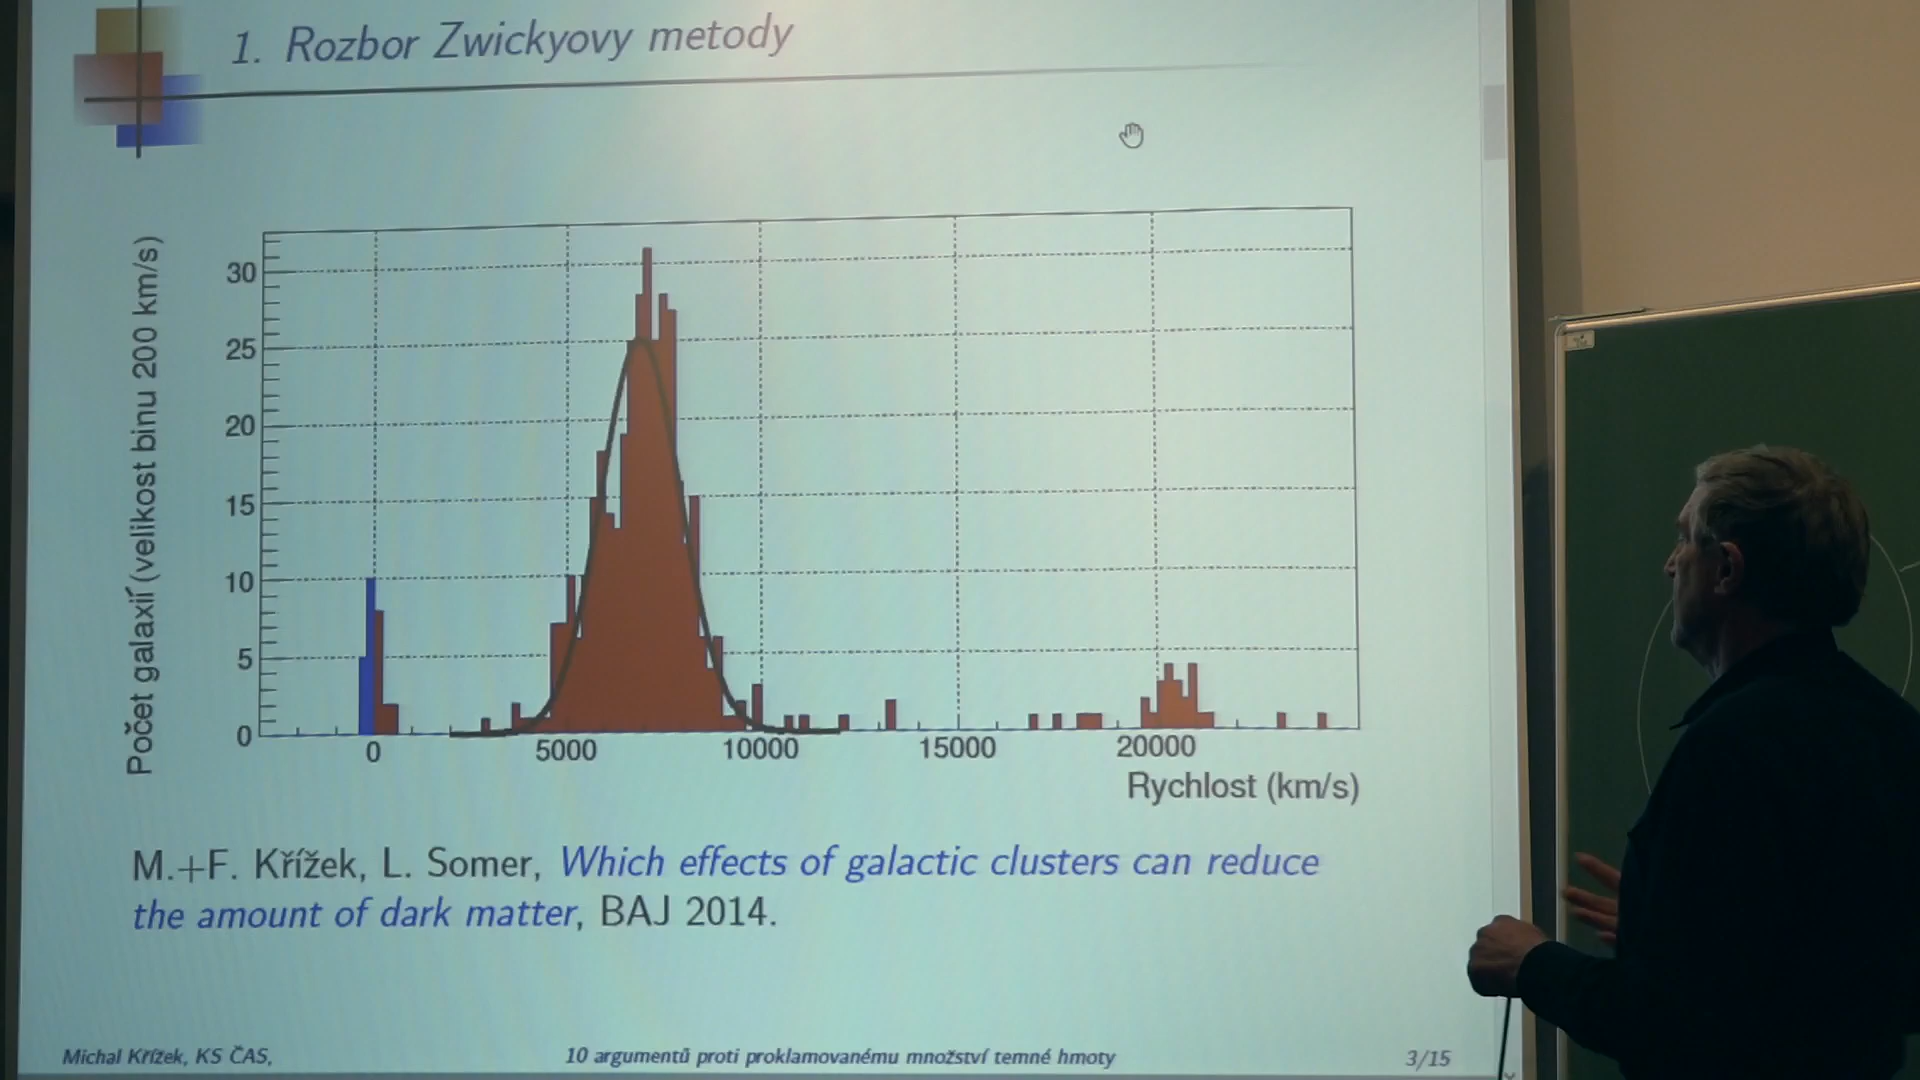 1. Rozbor Zwickyovy metody
Počet galaxií (velikost binu 200 km/s)
30
25
20
15
10
5
0
0 5000 10000 15000 20000
Rychlost (km/s)
M.+F. Křížek, L. Somer, Which effects of galactic clusters can reduce
the amount of dark matter, BAJ 2014.
Michal Křížek, KS ČAS, 10 argumentů proti proklamovanému množství temné hmoty 3/15